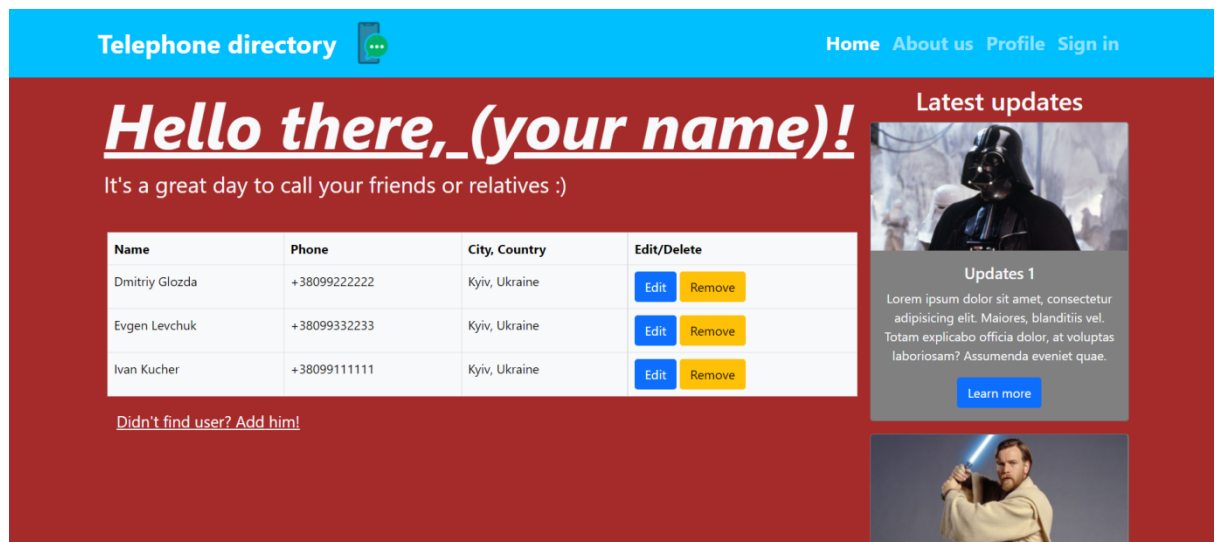 Telephone directory
Home About us Profile Sign in
Hello there, (your name)!
It's a great day to call your friends or relatives :)
Name Phone City, Country Edit/Delete
Dmitriy Glozda +38099222222 Kyiv, Ukraine Edit Remove
Evgen Levchuk +38099332233 Kyiv, Ukraine Edit Remove
Ivan Kucher +38099111111 Kyiv, Ukraine Edit Remove
Didn't find user? Add him!
Latest updates
Updates 1
Lorem ipsum dolor sit amet, consectetur
adipisicing elit. Maiores, blanditiis vel.
Totam explicabo officia dolor, at voluptas
laboriosam? Assumenda eveniet quae.
Learn more